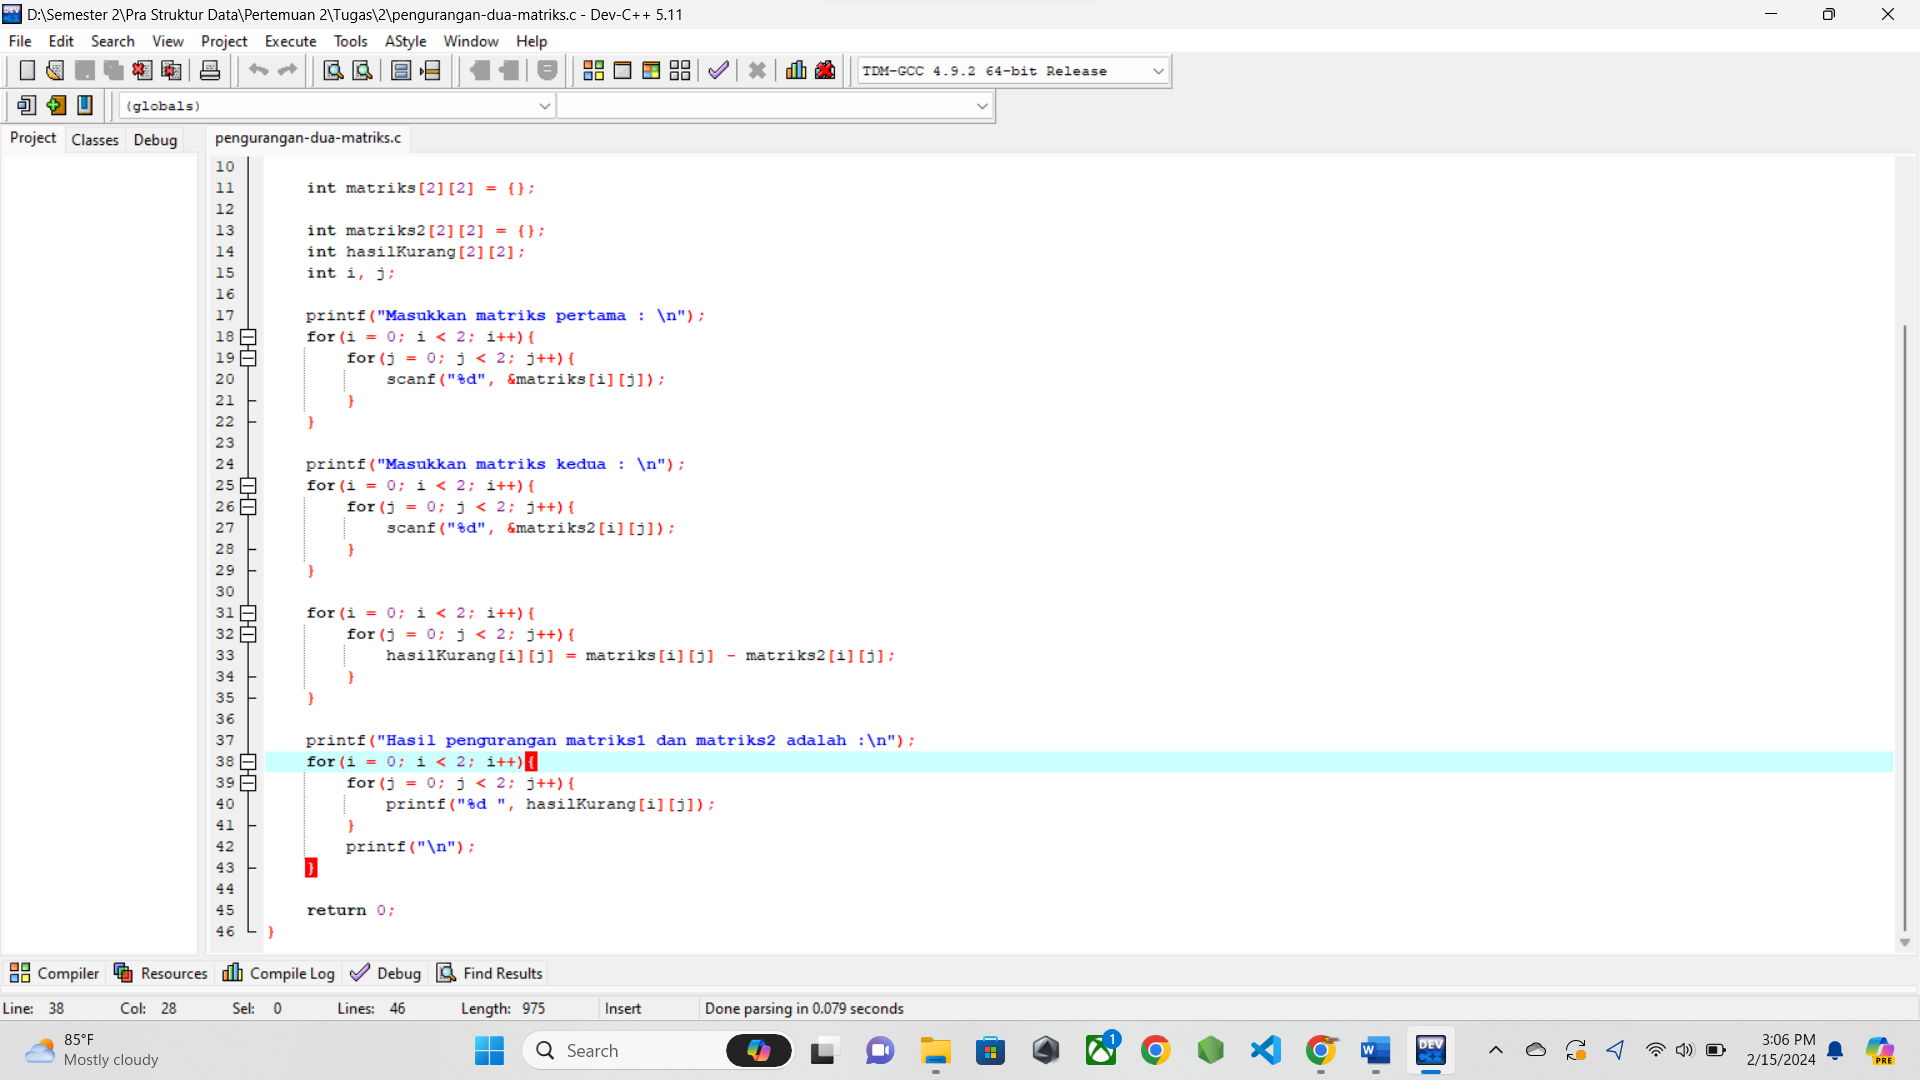 D:\Semester 2\Pra Struktur Data\Pertemuan 2\Tugas\2\pengurangan-dua-matriks.c - Dev-C++ 5.11
File Edit Search View Project Execute Tools AStyle Window Help
TDM-GCC 4.9.2 64-bit Release
(globals)
Project Classes Debug pengurangan-dua-matriks.c
10
11 int matriks[2][2] = {};
12
13 int matriks2[2][2] = {};
14 int hasilKurang[2][2];
15 int i, j;
16
17 printf("Masukkan matriks pertama : \n");
18 for(i = 0; i < 2; i++){
19 for(j = 0; j < 2; j++){
20 scanf("%d", &matriks[i][j]);
21 }
22 }
23
24 printf("Masukkan matriks kedua : \n");
25 for(i = 0; i < 2; i++){
26 for(j = 0; j < 2; j++){
27 scanf("%d", &matriks2[i][j]);
28 }
29 }
30
31 for(i = 0; i < 2; i++){
32 for(j = 0; j < 2; j++){
33 hasilKurang[i][j] = matriks[i][j] - matriks2[i][j];
34 }
35 }
36
37 printf("Hasil pengurangan matriks1 dan matriks2 adalah :\n");
38 for(i = 0; i < 2; i++){
39 for(j = 0; j < 2; j++){
40 printf("%d ", hasilKurang[i][j]);
41 }
42 printf("\n");
43 }
44
45 return 0;
46 }
Compiler Resources Compile Log Debug Find Results
Line: 38 Col: 28 Sel: 0 Lines: 46 Length: 975 Insert Done parsing in 0.079 seconds
85°F
Mostly cloudy
Search
1
W
DEV C++
3:06 PM
2/15/2024
PRE